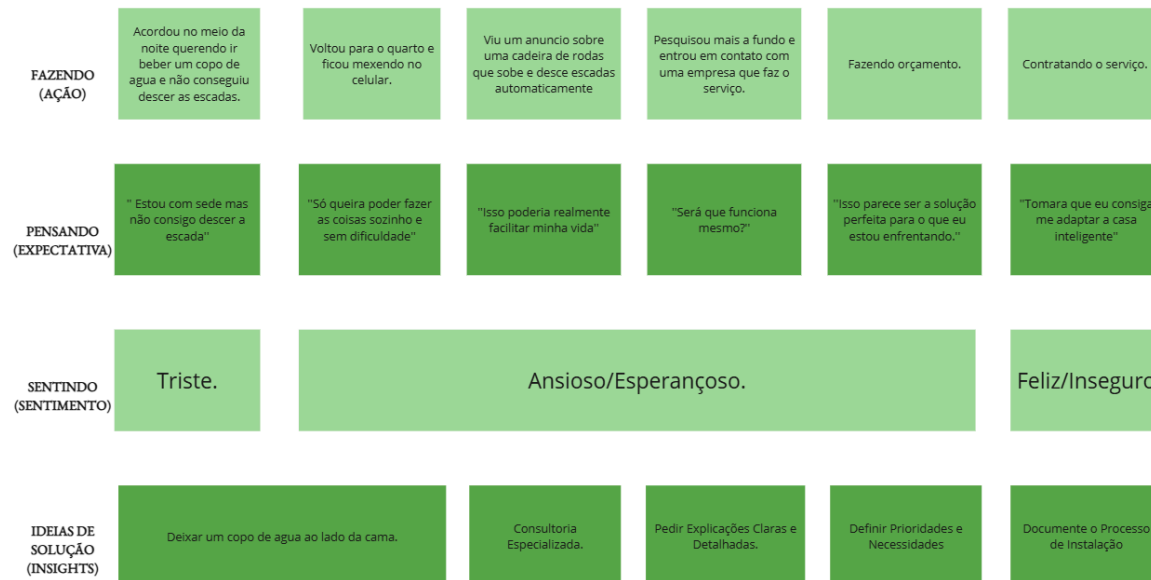 FAZENDO
(AÇÃO)
Acordou no meio da
noite querendo ir
beber um copo de
agua e não conseguiu
descer as escadas.
Voltou para o quarto e
ficou mexendo no
celular.
Viu um anuncio sobre
uma cadeira de rodas
que sobe e desce escadas
automaticamente
Pesquisou mais a fundo e
entrou em contato com
uma empresa que faz o
serviço.
Fazendo orçamento.
Contratando o serviço.
PENSANDO
(EXPECTATIVA)
" Estou com sede mas
não consigo descer a
escada"
"Só queira poder fazer
as coisas sozinho e
sem dificuldade"
"Isso poderia realmente
facilitar minha vida"
"Será que funciona
mesmo?"
"Isso parece ser a solução
perfeita para o que eu
estou enfrentando."
"Tomara que eu consiga
me adaptar a casa
inteligente"
SENTINDO
(SENTIMENTO)
Triste.
Ansioso/Esperançoso.
Feliz/Inseguro
IDEIAS DE
SOLUÇÃO
(INSIGHTS)
Deixar um copo de agua ao lado da cama.
Consultoria
Especializada.
Pedir Explicações Claras e
Detalhadas.
Definir Prioridades e
Necessidades
Documente o Processo
de Instalação